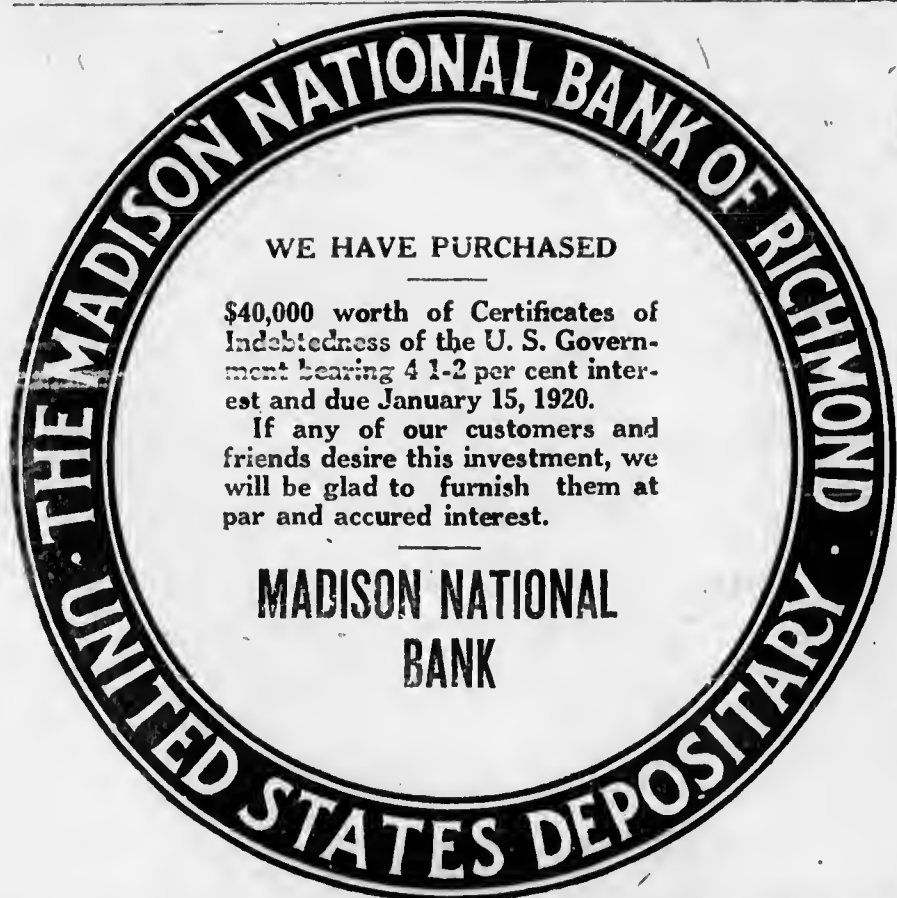 THE MADISON NATIONAL BANK OF RICHMOND
WE HAVE PURCHASED
$40,000 worth of Certificates of
Indebtedness of the U. S. Govern-
ment bearing 4 1-2 per cent inter-
est and due January 15, 1920.
If any of our customers and
friends desire this investment, we
will be glad to furnish them at
par and accured interest.
MADISON NATIONAL
BANK
· UNITED STATES DEPOSITARY ·